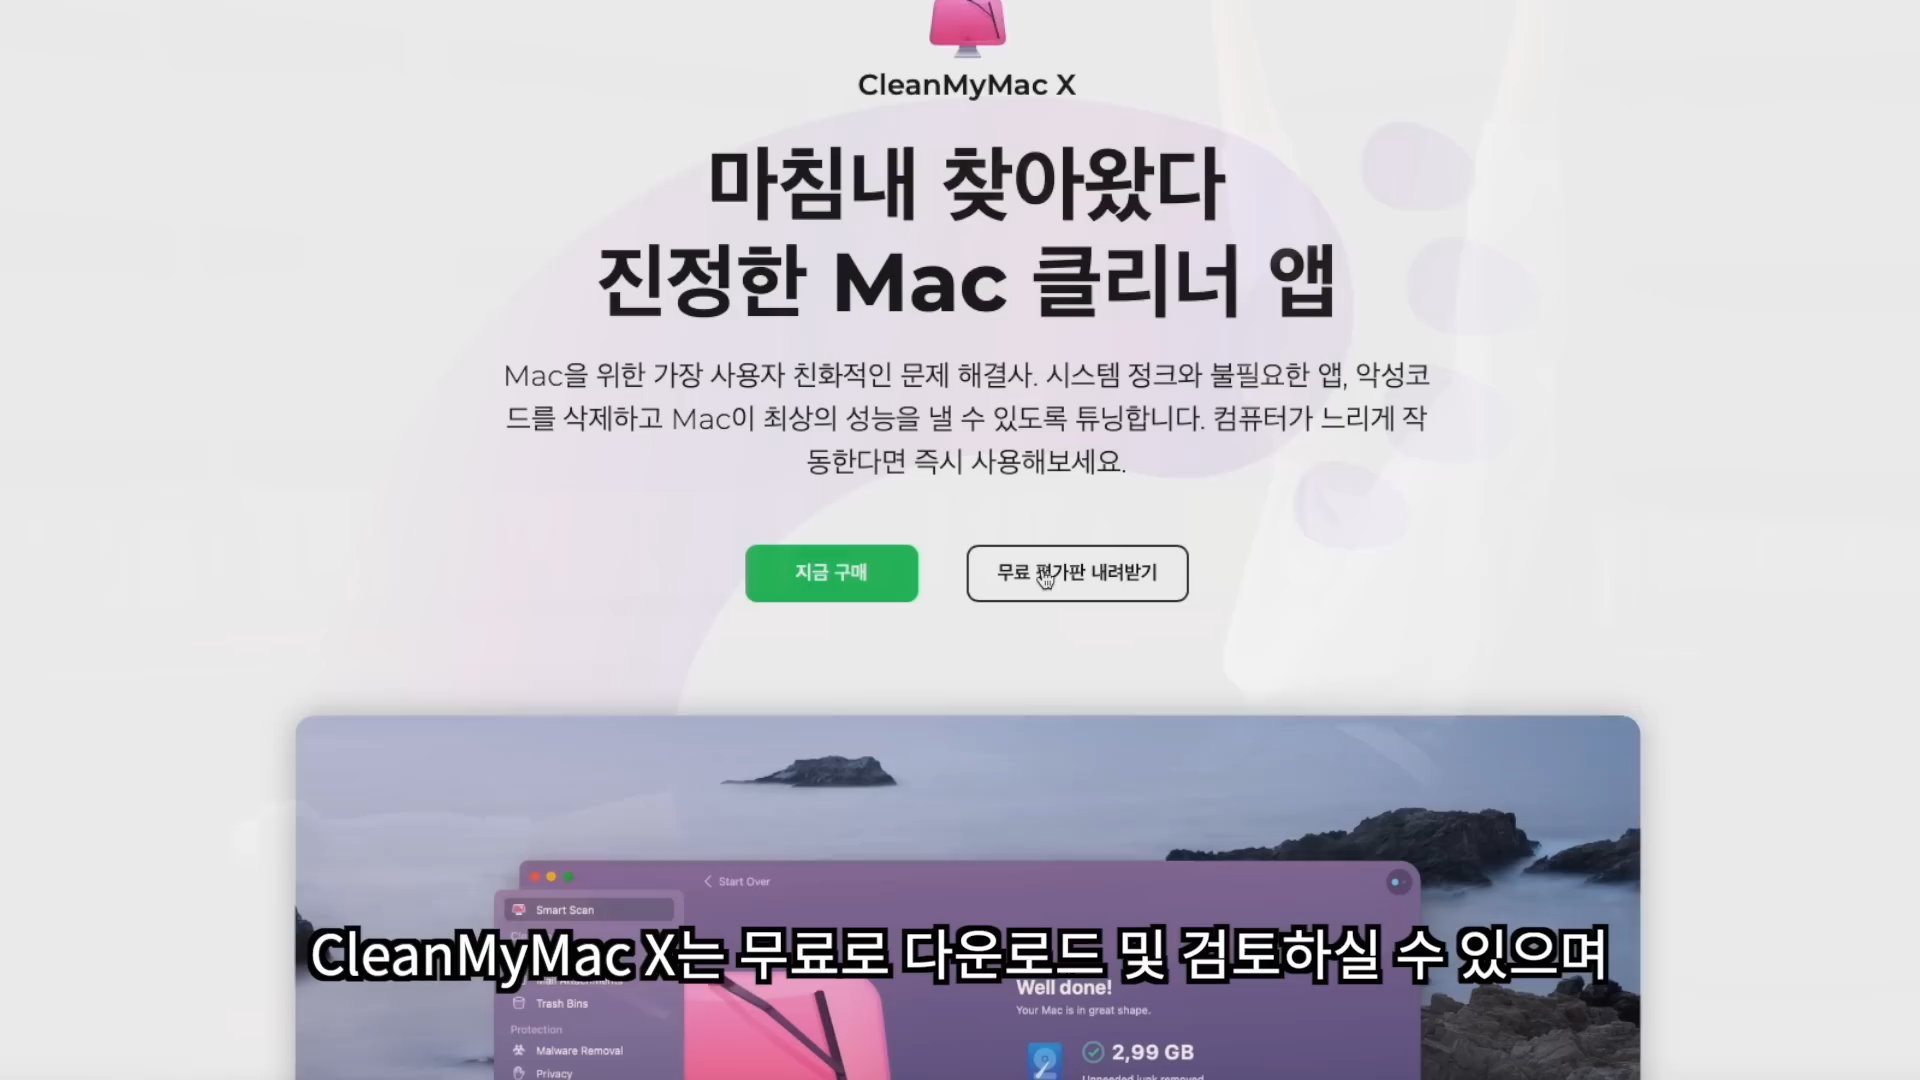 CleanMyMac X
마침내 찾아왔다
진정한 Mac 클리너 앱
Mac을 위한 가장 사용자 친화적인 문제 해결사. 시스템 정크와 불필요한 앱, 악성코
드를 삭제하고 Mac이 최상의 성능을 낼 수 있도록 튜닝합니다. 컴퓨터가 느리게 작
동한다면 즉시 사용해보세요.
지금 구매
무료 평가판 내려받기
Start Over
Smart Scan
CleanMyMac X는 무료로 다운로드 및 검토하실 수 있으며
Mail Attachments
Trash Bins
Protection
Malware Removal
Privacy
Well done!
Your Mac is in great shape.
2,99 GB
Unneeded junk removed